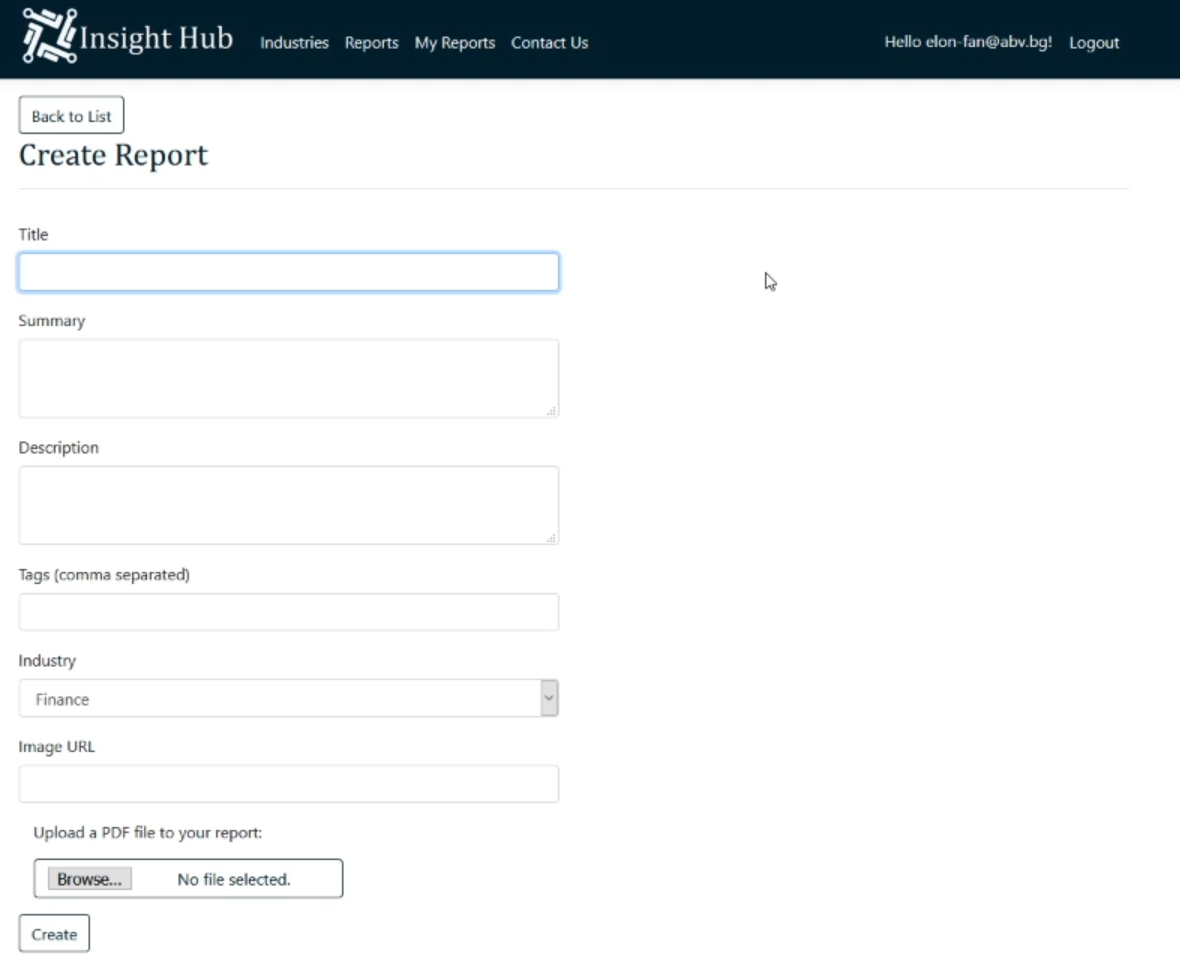 Insight Hub Industries Reports My Reports Contact Us Hello elon-fan@abv.bg! Logout
Back to List
Create Report
Title
Summary
Description
Tags (comma separated)
Industry
Finance
Image URL
Upload a PDF file to your report:
Browse... No file selected.
Create